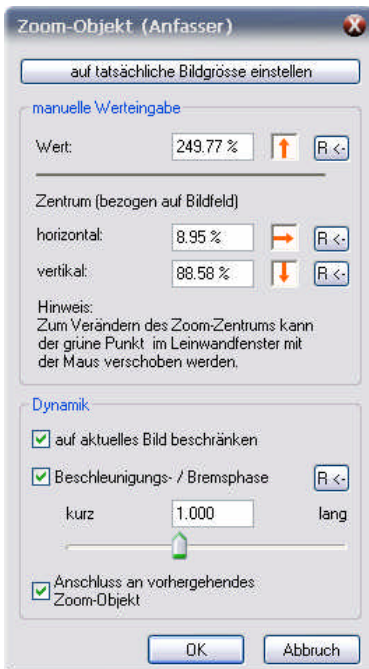 Zoom-Objekt (Anfasser)
auf tatsächliche Bildgrösse einstellen
manuelle Werteingabe
Wert: 249.77 % R <-
Zentrum (bezogen auf Bildfeld)
horizontal: 8.95 % R <-
vertikal: 88.58 % R <-
Hinweis:
Zum Verändern des Zoom-Zentrums kann
der grüne Punkt im Leinwandfenster mit
der Maus verschoben werden.
Dynamik
auf aktuelles Bild beschränken
Beschleunigungs- / Bremsphase R <-
kurz 1.000 lang
Anschluss an vorhergehendes
Zoom-Objekt
OK Abbruch